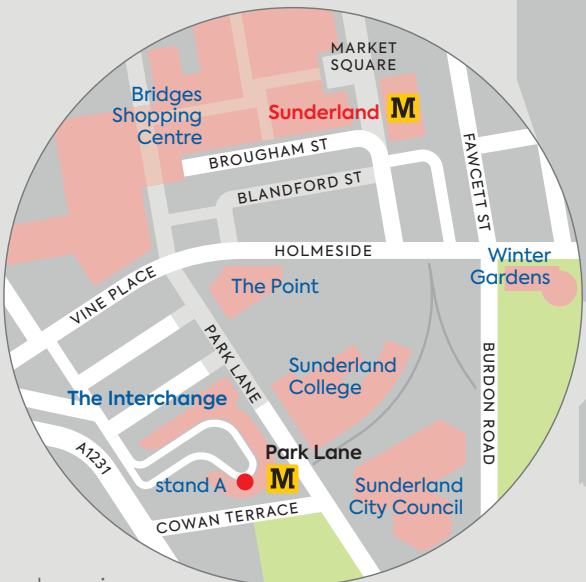 MARKET
SQUARE
Bridges
Shopping
Centre
Sunderland M
BROUGHAM ST
FAWCETT ST
BLANDFORD ST
HOLMESIDE
Winter
Gardens
VINE PLACE
The Point
PARK LANE
Sunderland
College
BURDON ROAD
The Interchange
A1231
Park Lane
M
stand A
Sunderland
City Council
COWAN TERRACE